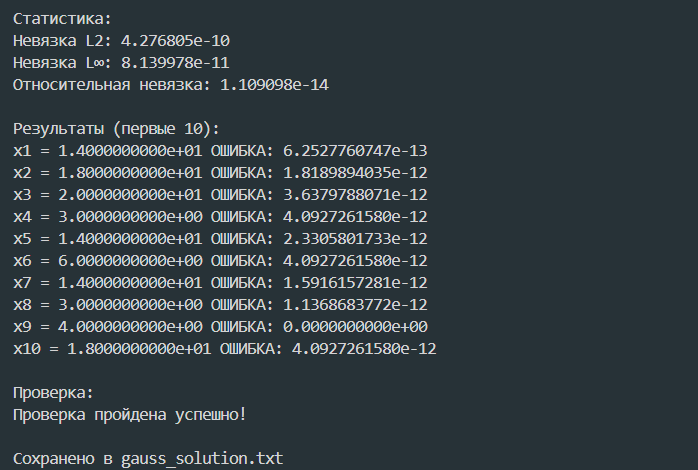 Статистика:
Невязка L2: 4.276805e-10
Невязка L∞: 8.139978e-11
Относительная невязка: 1.109098e-14
Результаты (первые 10):
x1 = 1.4000000000e+01 ОШИБКА: 6.2527760747e-13
x2 = 1.8000000000e+01 ОШИБКА: 1.8189894035e-12
x3 = 2.0000000000e+01 ОШИБКА: 3.6379788071e-12
x4 = 3.0000000000e+00 ОШИБКА: 4.0927261580e-12
x5 = 1.4000000000e+01 ОШИБКА: 2.3305801733e-12
x6 = 6.0000000000e+00 ОШИБКА: 4.0927261580e-12
x7 = 1.4000000000e+01 ОШИБКА: 1.5916157281e-12
x8 = 3.0000000000e+00 ОШИБКА: 1.1368683772e-12
x9 = 4.0000000000e+00 ОШИБКА: 0.0000000000e+00
x10 = 1.8000000000e+01 ОШИБКА: 4.0927261580e-12
Проверка:
Проверка пройдена успешно!
Сохранено в gauss_solution.txt